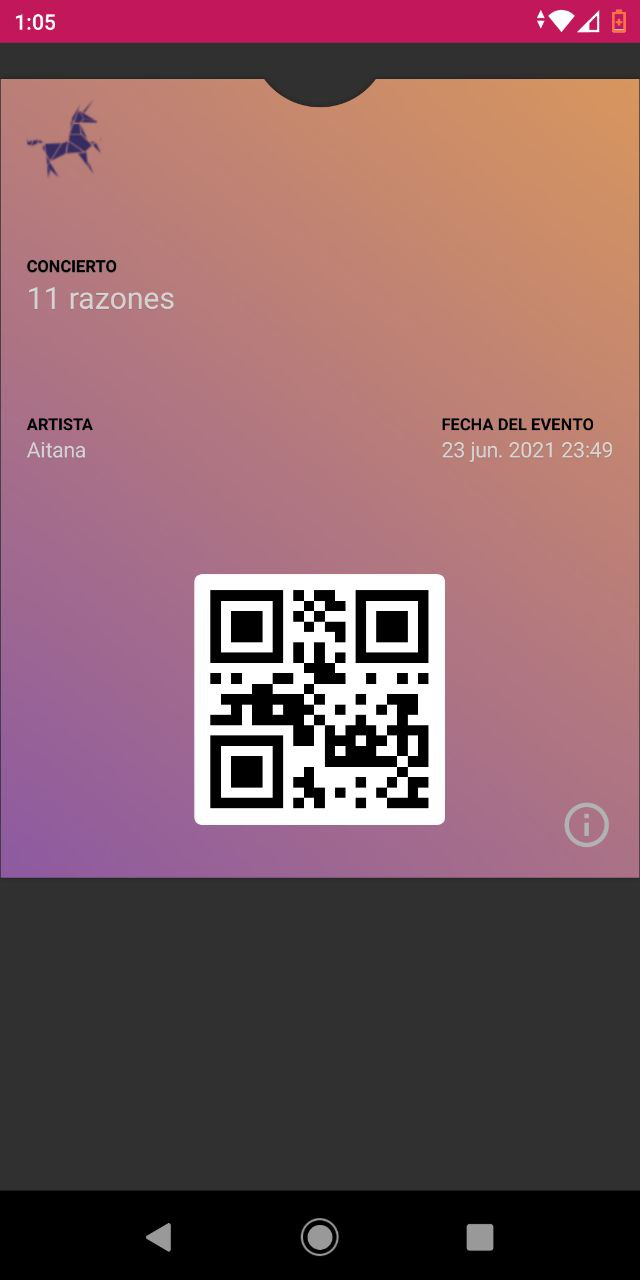 1:05
CONCIERTO
11 razones
ARTISTA
Aitana
FECHA DEL EVENTO
23 jun. 2021 23:49